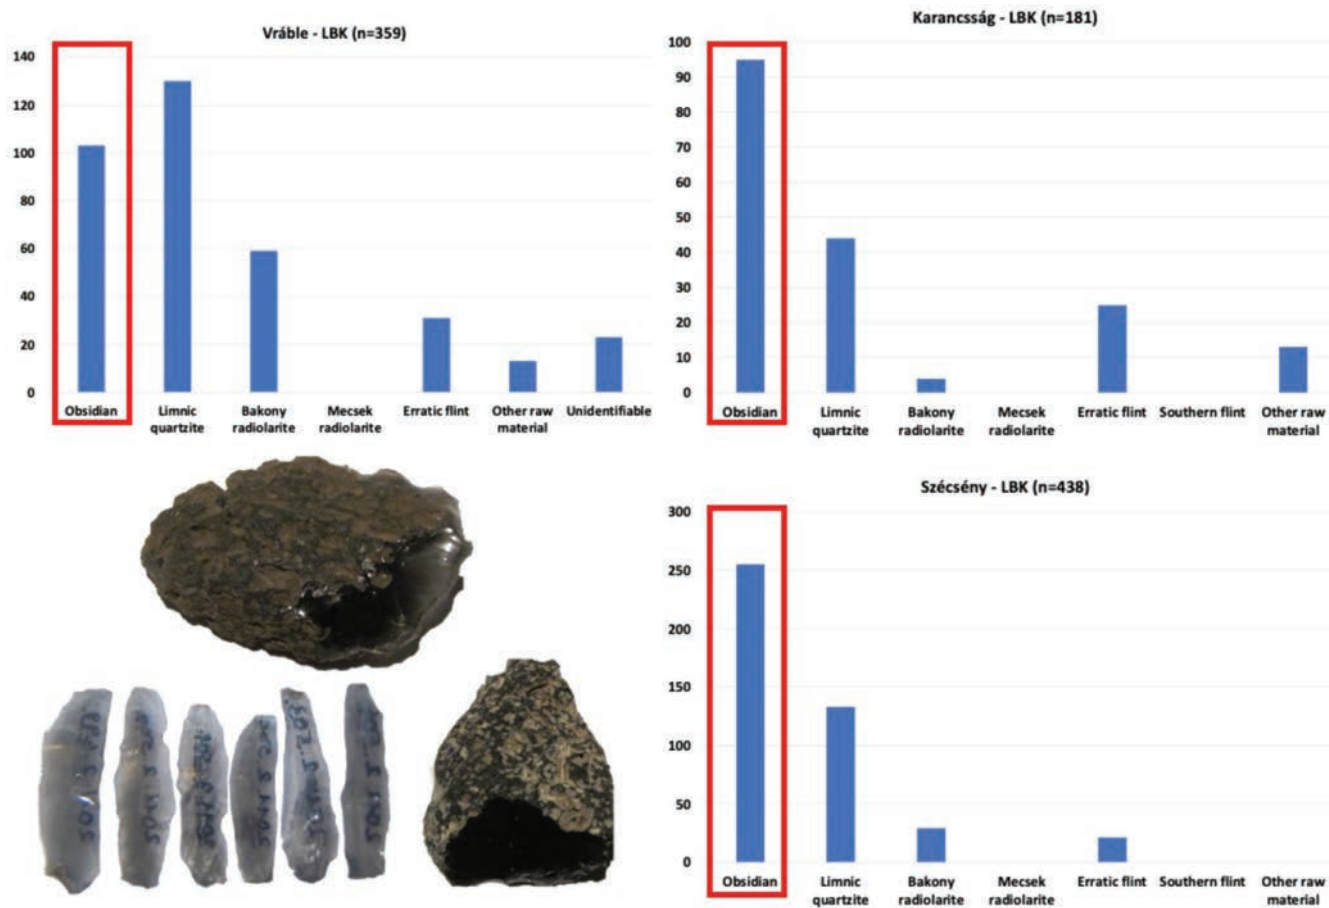 Vráble - LBK (n=359)
140
120
100
80
60
40
20
0
Obsidian
Limnic
quartzite
Bakony
radiolarite
Mecsek
radiolarite
Erratic flint
Other raw
material
Unidentifiable
Karancsság - LBK (n=181)
100
90
80
70
60
50
40
30
20
10
0
Obsidian
Limnic
quartzite
Bakony
radiolarite
Mecsek
radiolarite
Erratic flint
Southern flint
Other raw
material
Szécsény - LBK (n=438)
300
250
200
150
100
50
0
Obsidian
Limnic
quartzite
Bakony
radiolarite
Mecsek
radiolarite
Erratic flint
Southern flint
Other raw
material